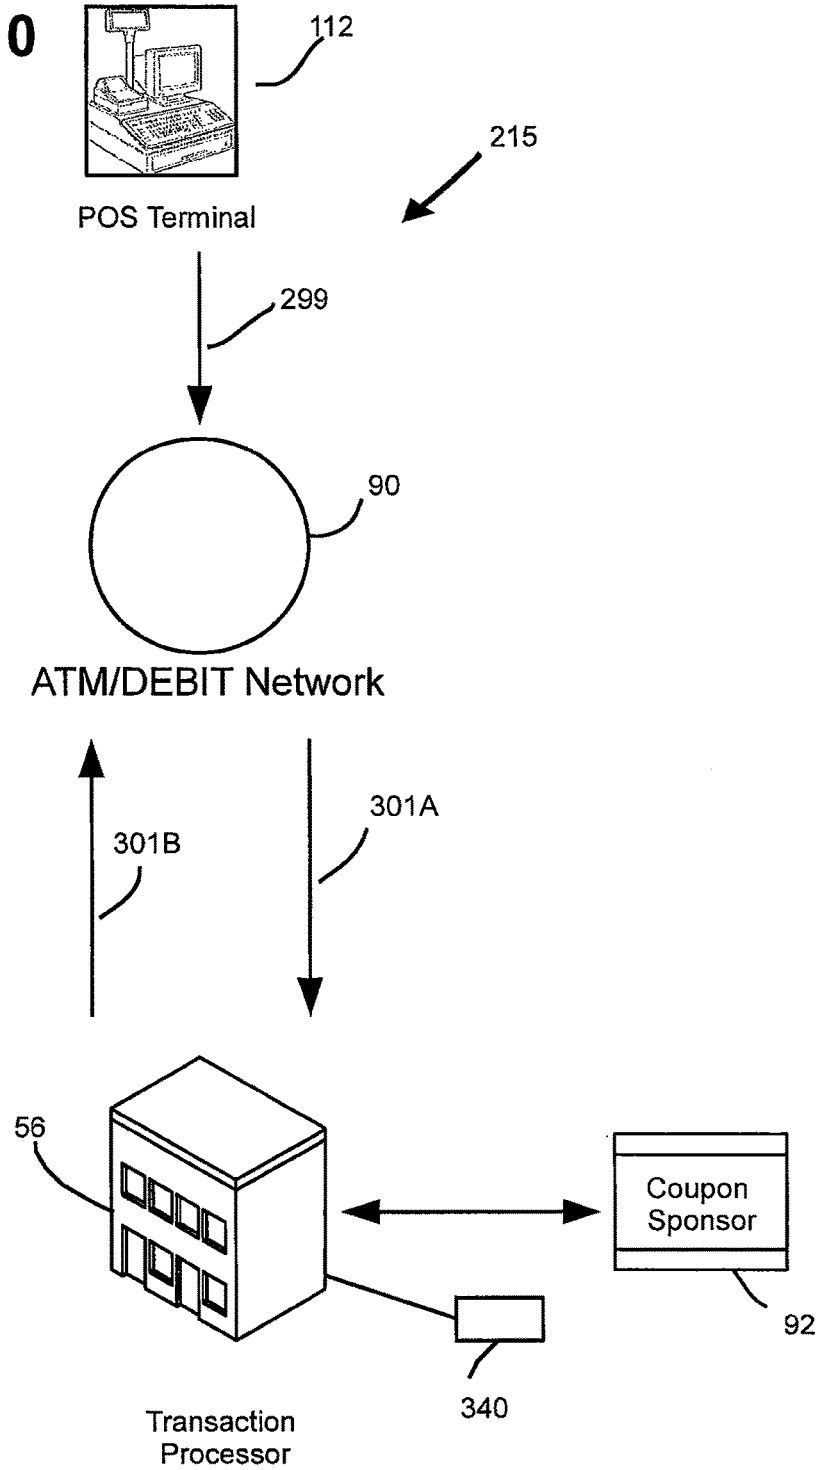 0
112
215
POS Terminal
299
90
ATM/DEBIT Network
301A
301B
56
Coupon
Sponsor
92
340
Transaction
Processor